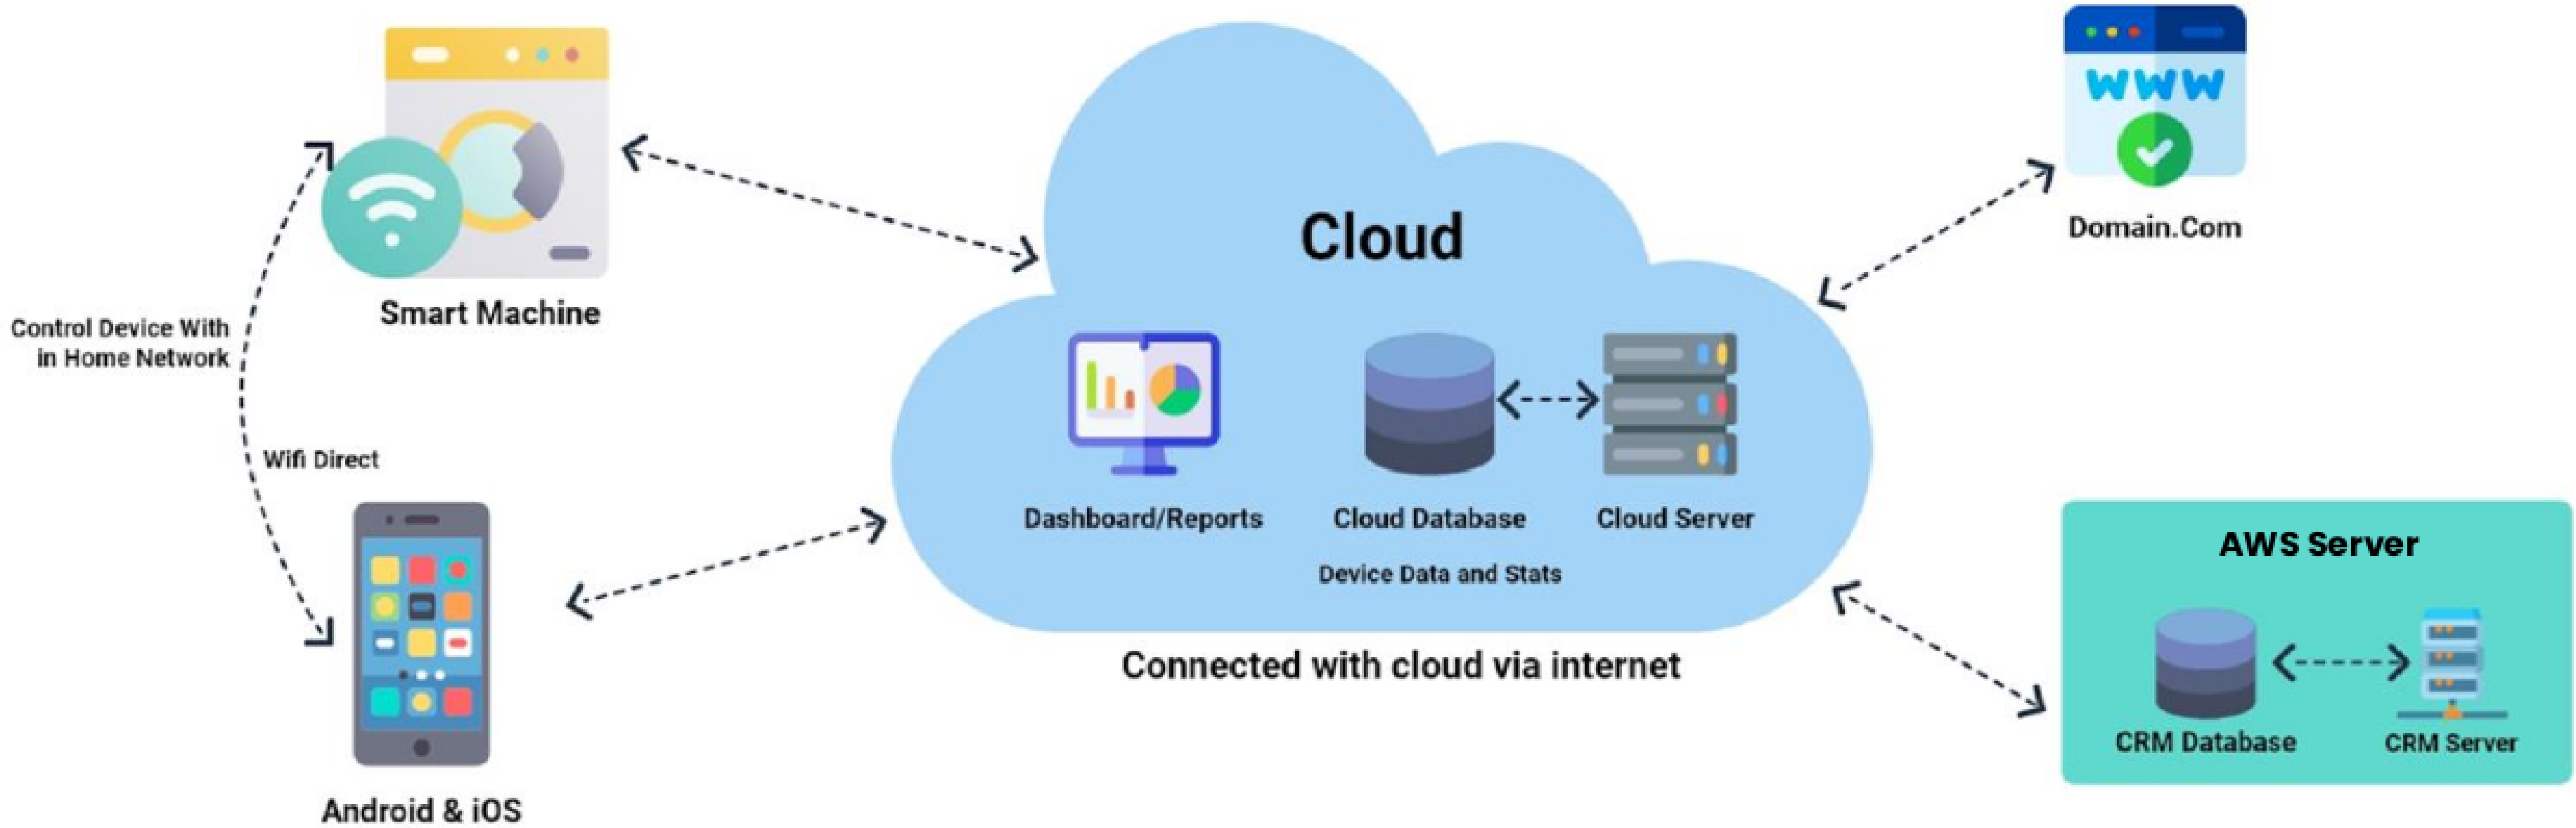 WWW
Domain.Com
Cloud
Smart Machine
Control Device With
in Home Network
Wifi Direct
Dashboard/Reports
Cloud Database
Cloud Server
Device Data and Stats
Connected with cloud via internet
AWS Server
CRM Database
CRM Server
Android & iOS